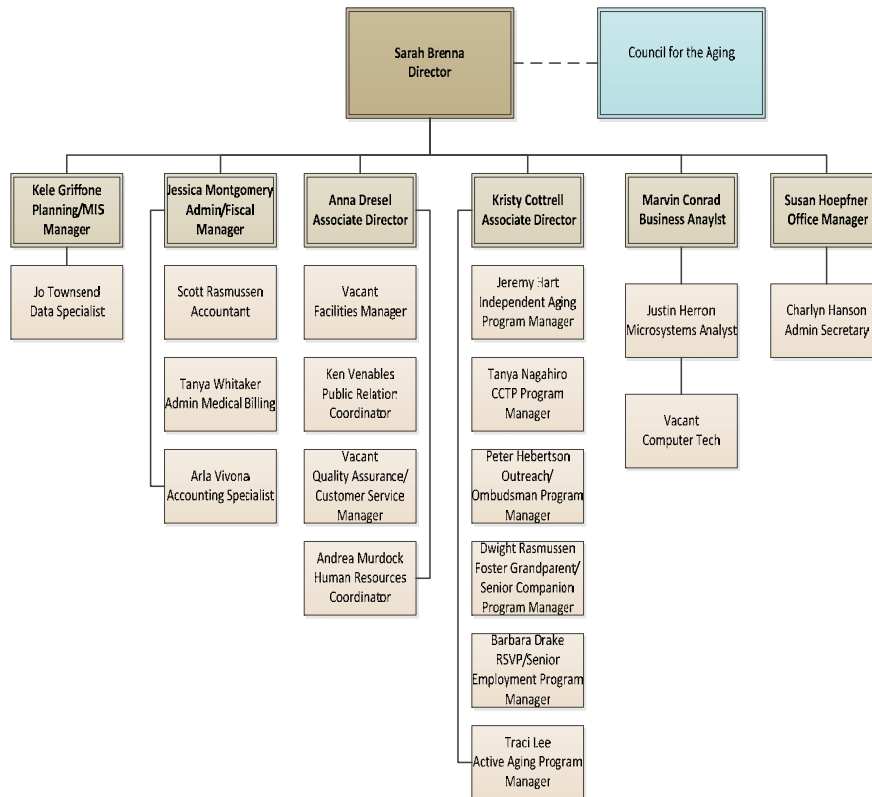 Sarah Brenna
Director
Council for the Aging
Kele Griffone
Planning/MIS
Manager
Jessica Montgomery
Admin/Fiscal
Manager
Anna Dresel
Associate Director
Kristy Cottrell
Associate Director
Marvin Conrad
Business Anaylst
Susan Hoepfner
Office Manager
Jo Townsend
Data Specialist
Scott Rasmussen
Accountant
Tanya Whitaker
Admin Medical Billing
Arla Vivona
Accounting Specialist
Vacant
Facilities Manager
Ken Venables
Public Relation
Coordinator
Vacant
Quality Assurance/
Customer Service
Manager
Andrea Murdock
Human Resources
Coordinator
Jeremy Hart
Independent Aging
Program Manager
Tanya Nagahiro
CCTP Program
Manager
Peter Hebertson
Outreach/
Ombudsman Program
Manager
Dwight Rasmussen
Foster Grandparent/
Senior Companion
Program Manager
Barbara Drake
RSVP/Senior
Employment Program
Manager
Traci Lee
Active Aging Program
Manager
Justin Herron
Microsystems Analyst
Vacant
Computer Tech
Charlyn Hanson
Admin Secretary